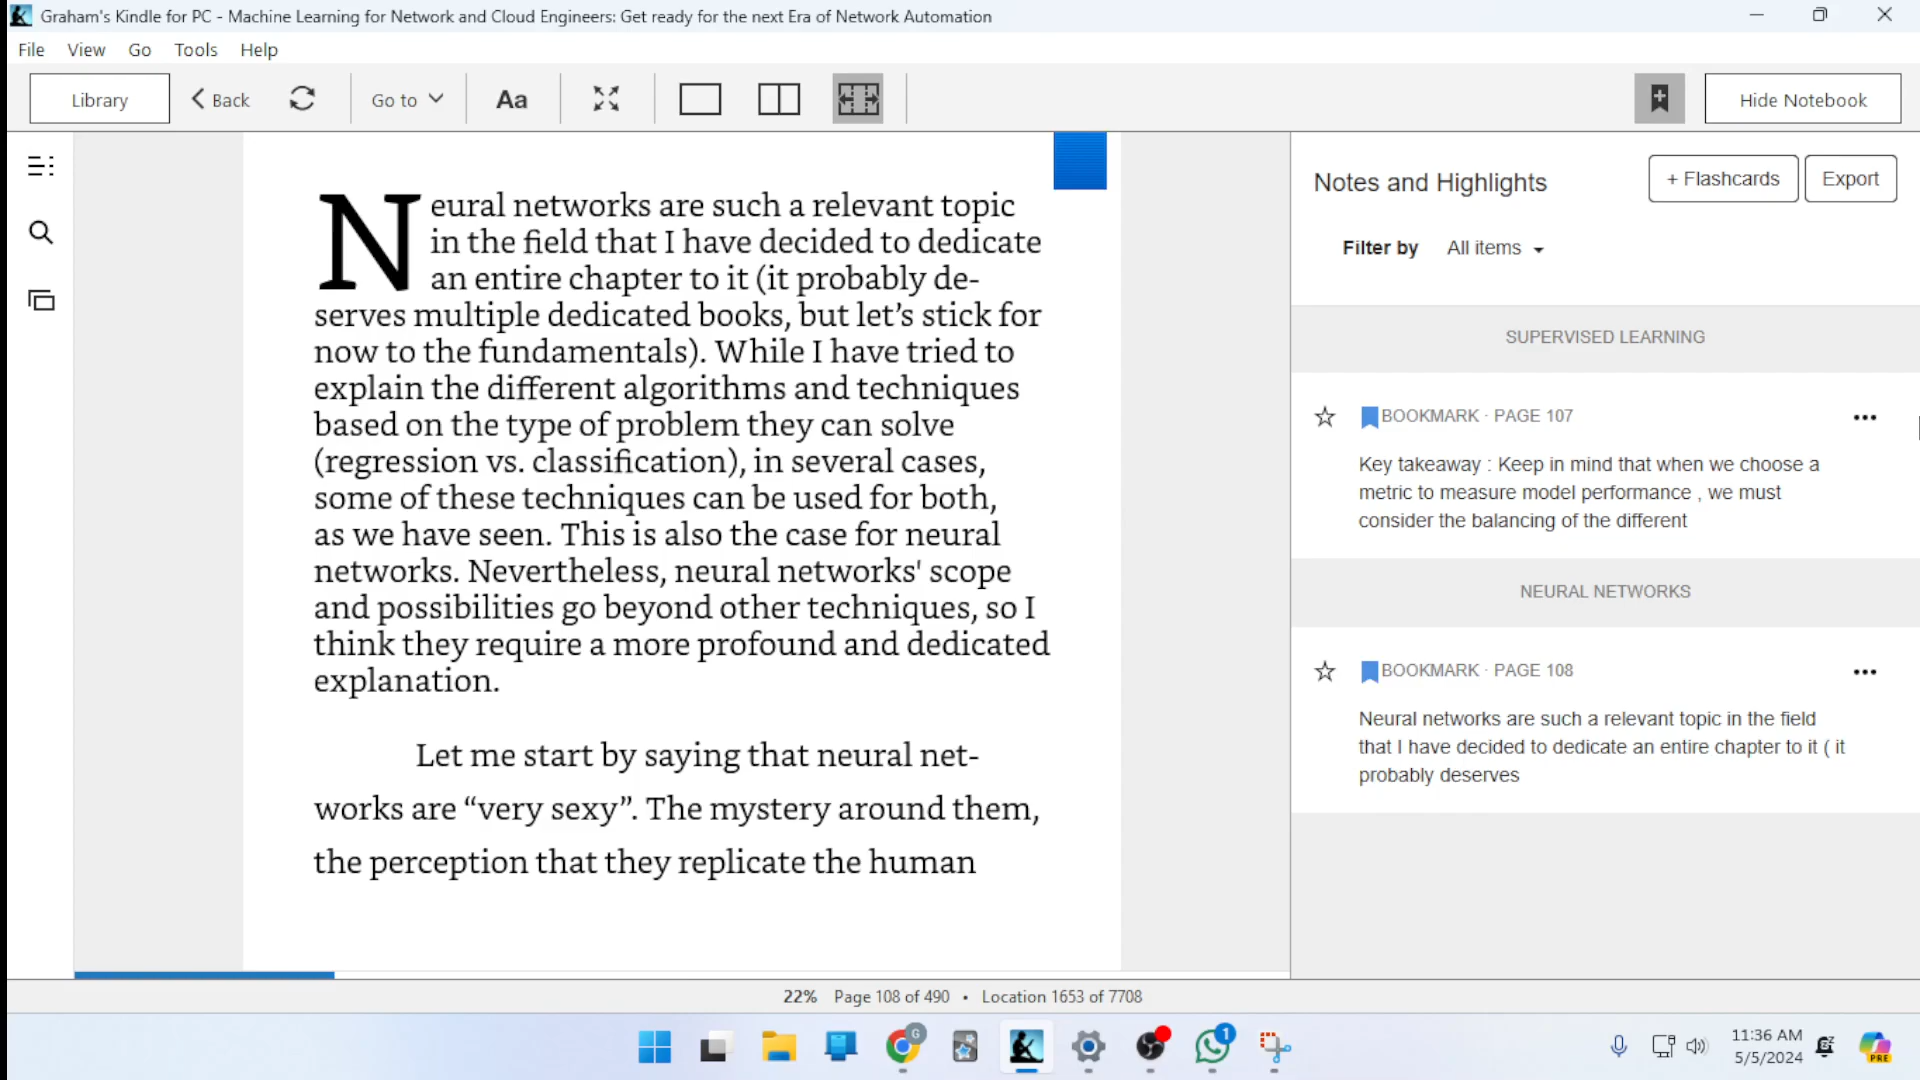 Graham's Kindle for PC - Machine Learning for Network and Cloud Engineers: Get ready for the next Era of Network Automation
File View Go Tools Help
Library Back Go to Aa Hide Notebook
Neural networks are such a relevant topic
in the field that I have decided to dedicate
an entire chapter to it (it probably de-
serves multiple dedicated books, but let’s stick for
now to the fundamentals). While I have tried to
explain the different algorithms and techniques
based on the type of problem they can solve
(regression vs. classification), in several cases,
some of these techniques can be used for both,
as we have seen. This is also the case for neural
networks. Nevertheless, neural networks' scope
and possibilities go beyond other techniques, so I
think they require a more profound and dedicated
explanation.
Let me start by saying that neural net-
works are “very sexy”. The mystery around them,
the perception that they replicate the human
Notes and Highlights + Flashcards Export
Filter by All items
SUPERVISED LEARNING
BOOKMARK · PAGE 107
Key takeaway : Keep in mind that when we choose a
metric to measure model performance , we must
consider the balancing of the different
NEURAL NETWORKS
BOOKMARK · PAGE 108
Neural networks are such a relevant topic in the field
that I have decided to dedicate an entire chapter to it ( it
probably deserves
22% Page 108 of 490 • Location 1653 of 7708
G
1
11:36 AM
5/5/2024
PRE